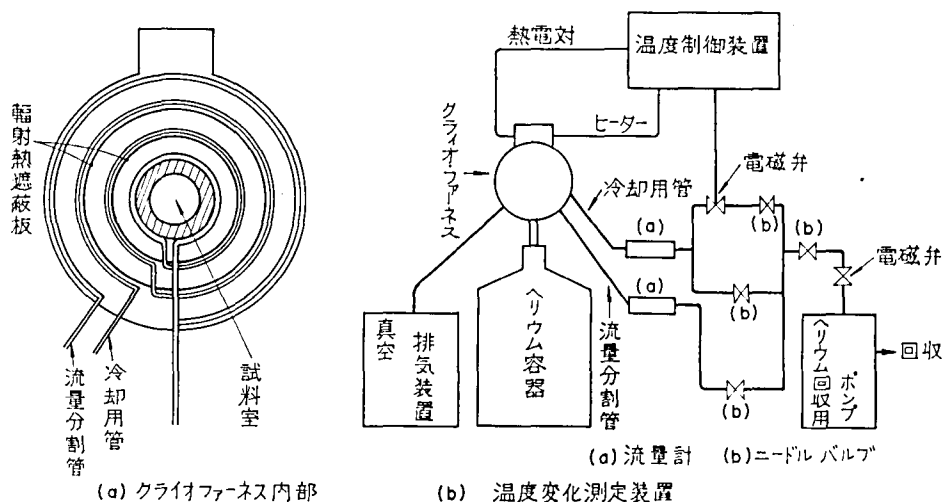 輻射熱遮蔽板
流量分割管
冷却用管
試料室
(a) クライオファーネス内部
熱電対
温度制御装置
ヒーター
クライオ・ファーネス
冷却用管
電磁弁
(a)
(b)
(b)
電磁弁
(a)
(b)
真空
排気装置
ヘリウム容器
流量分割管
(b)
ヘリウム回収用
ポンプ
回収
(a) 流量計 (b) ニードル バルブ
(b) 温度変化測定装置